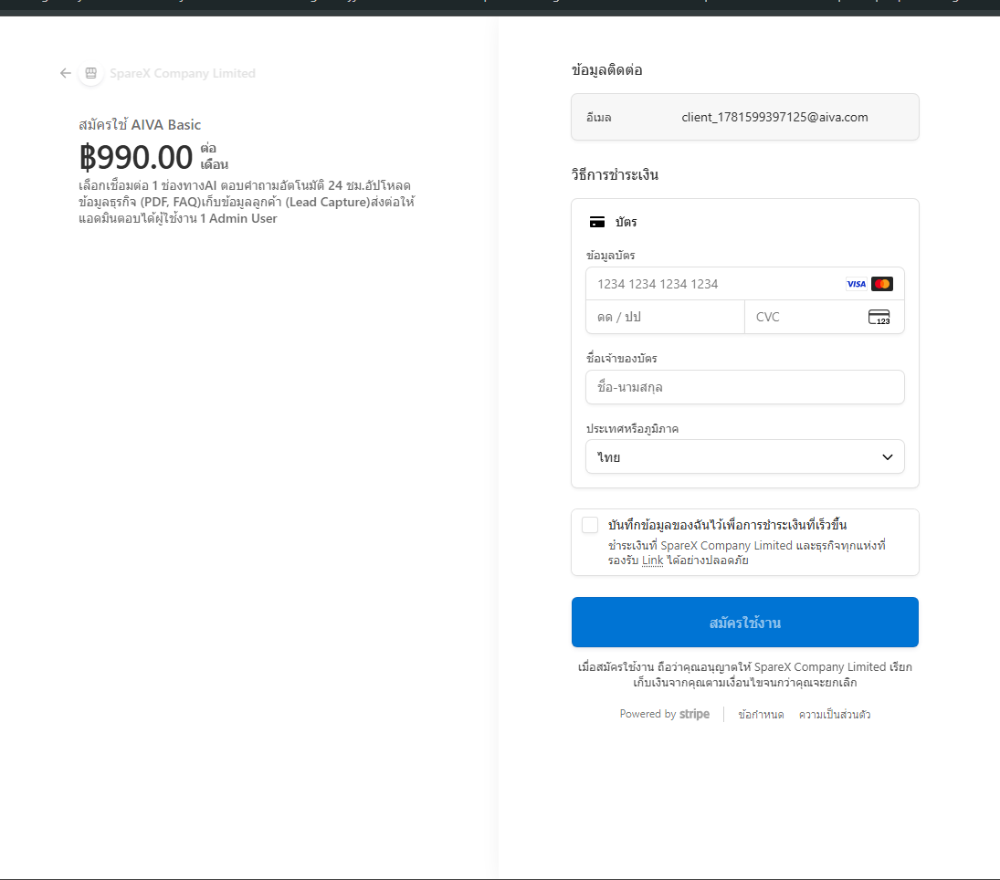 SpareX Company Limited
สมัครใช้ AIVA Basic
฿990.00 ต่อ
เดือน
เลือกเชื่อมต่อ 1 ช่องทางAI ตอบคำถามอัตโนมัติ 24 ชม.อัปโหลด
ข้อมูลธุรกิจ (PDF, FAQ)เก็บข้อมูลลูกค้า (Lead Capture)ส่งต่อให้
แอดมินตอบได้ผู้ใช้งาน 1 Admin User
ข้อมูลติดต่อ
อีเมล client_1781599397125@aiva.com
วิธีการชำระเงิน
บัตร
ข้อมูลบัตร
1234 1234 1234 1234 VISA
ดด / ปป CVC 123
ชื่อเจ้าของบัตร
ชื่อ-นามสกุล
ประเทศหรือภูมิภาค
ไทย
บันทึกข้อมูลของฉันไว้เพื่อการชำระเงินที่เร็วขึ้น
ชำระเงินที่ SpareX Company Limited และธุรกิจทุกแห่งที่
รองรับ Link ได้อย่างปลอดภัย
สมัครใช้งาน
เมื่อสมัครใช้งาน ถือว่าคุณอนุญาตให้ SpareX Company Limited เรียก
เก็บเงินจากคุณตามเงื่อนไขจนกว่าคุณจะยกเลิก
Powered by stripe ข้อกำหนด ความเป็นส่วนตัว